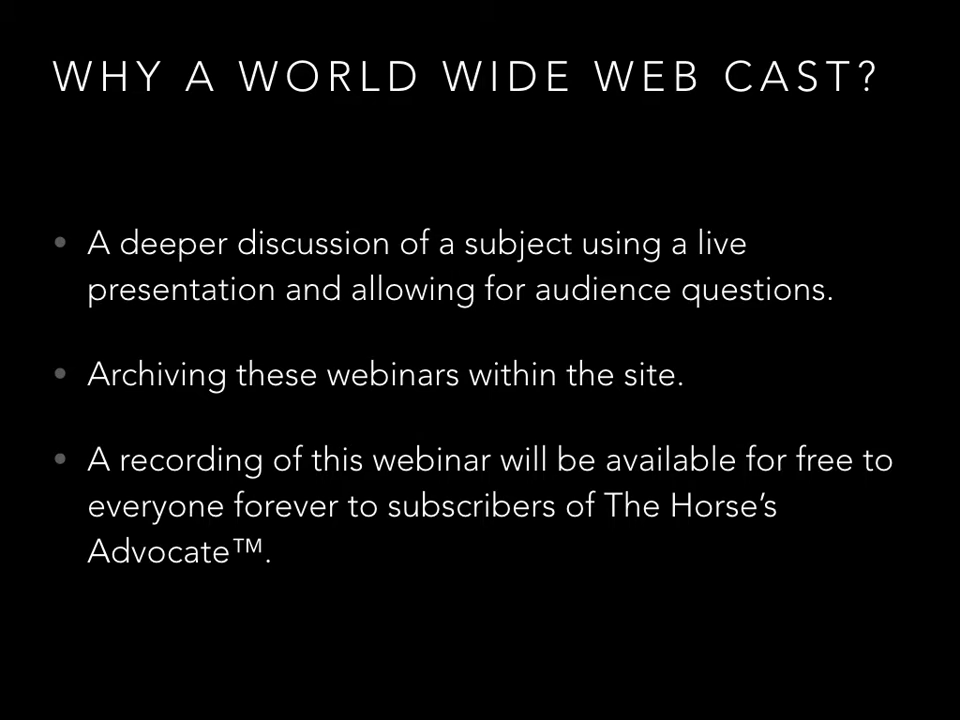 WHY A WORLD WIDE WEB CAST?
• A deeper discussion of a subject using a live
presentation and allowing for audience questions.
• Archiving these webinars within the site.
• A recording of this webinar will be available for free to
everyone forever to subscribers of The Horse’s
Advocate™.